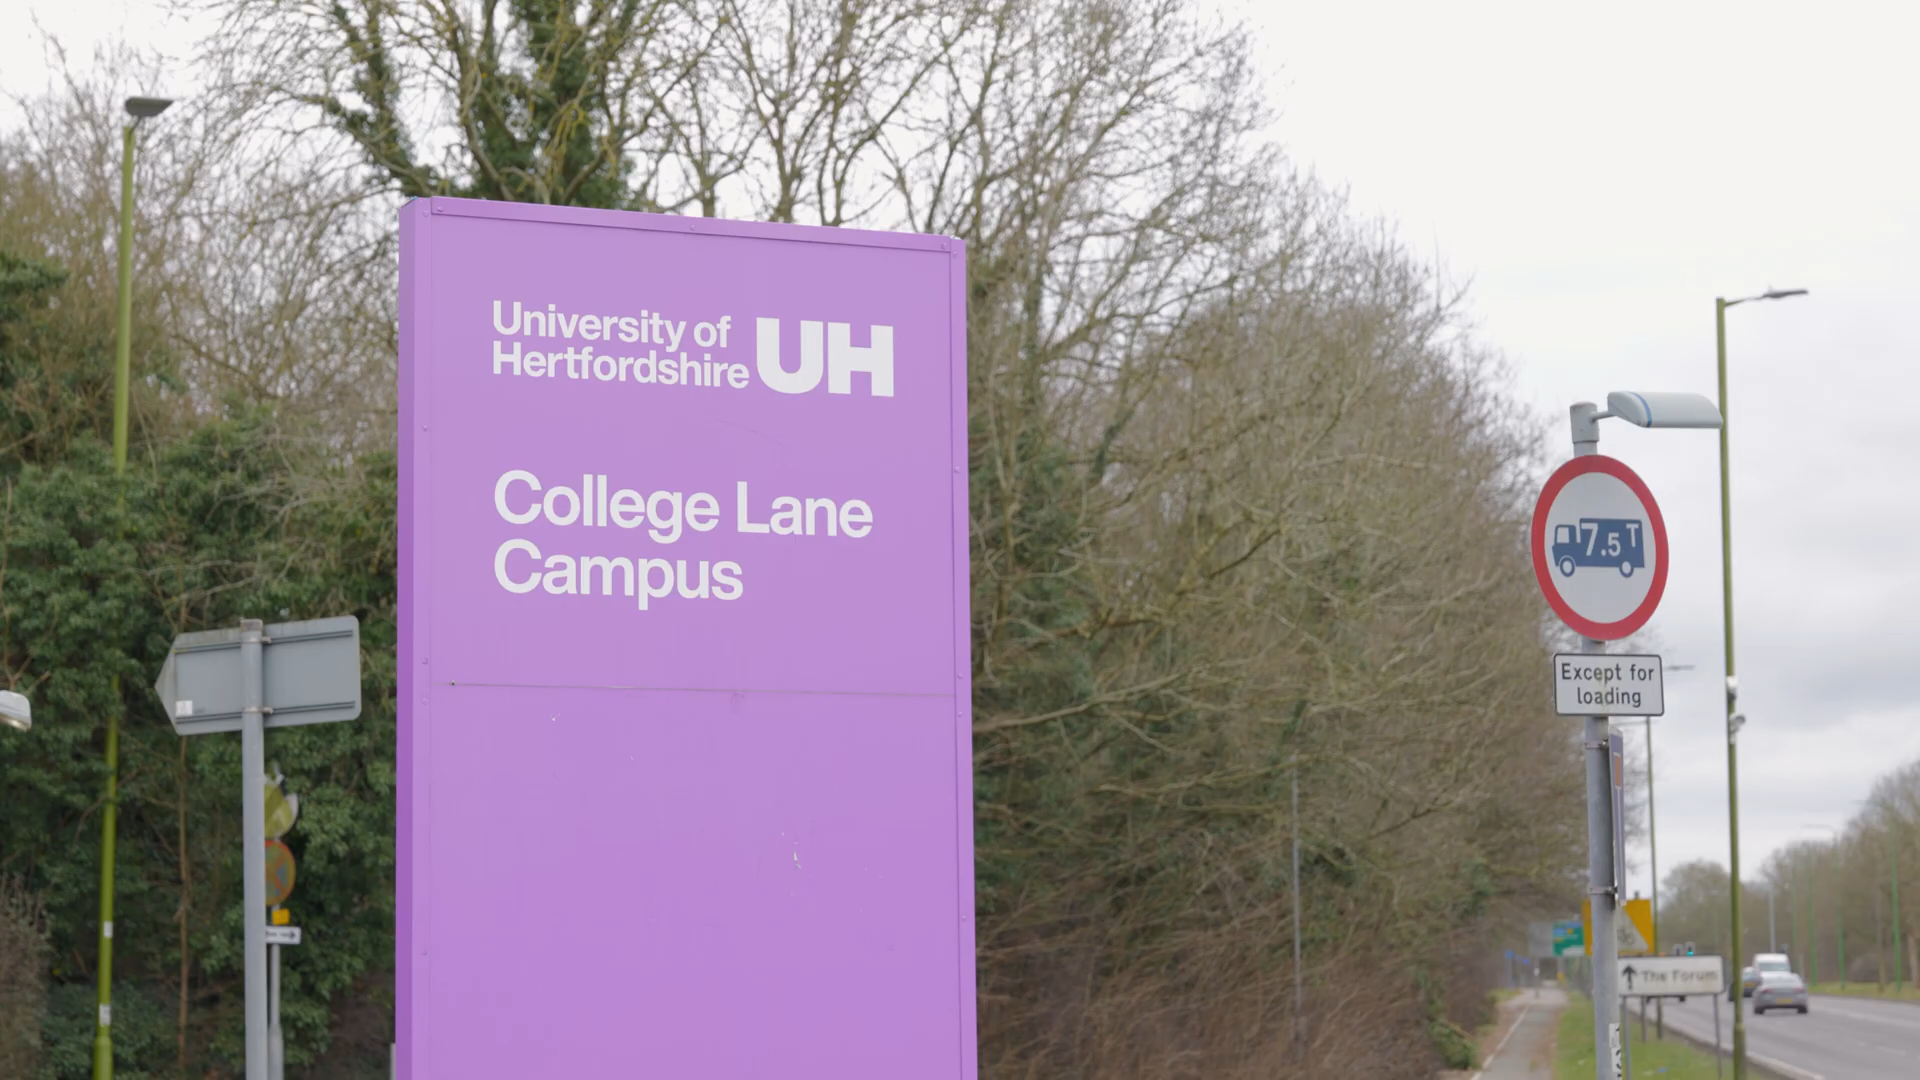 University of
Hertfordshire
UH
College Lane
Campus
7.5T
Except for
loading
The Forum